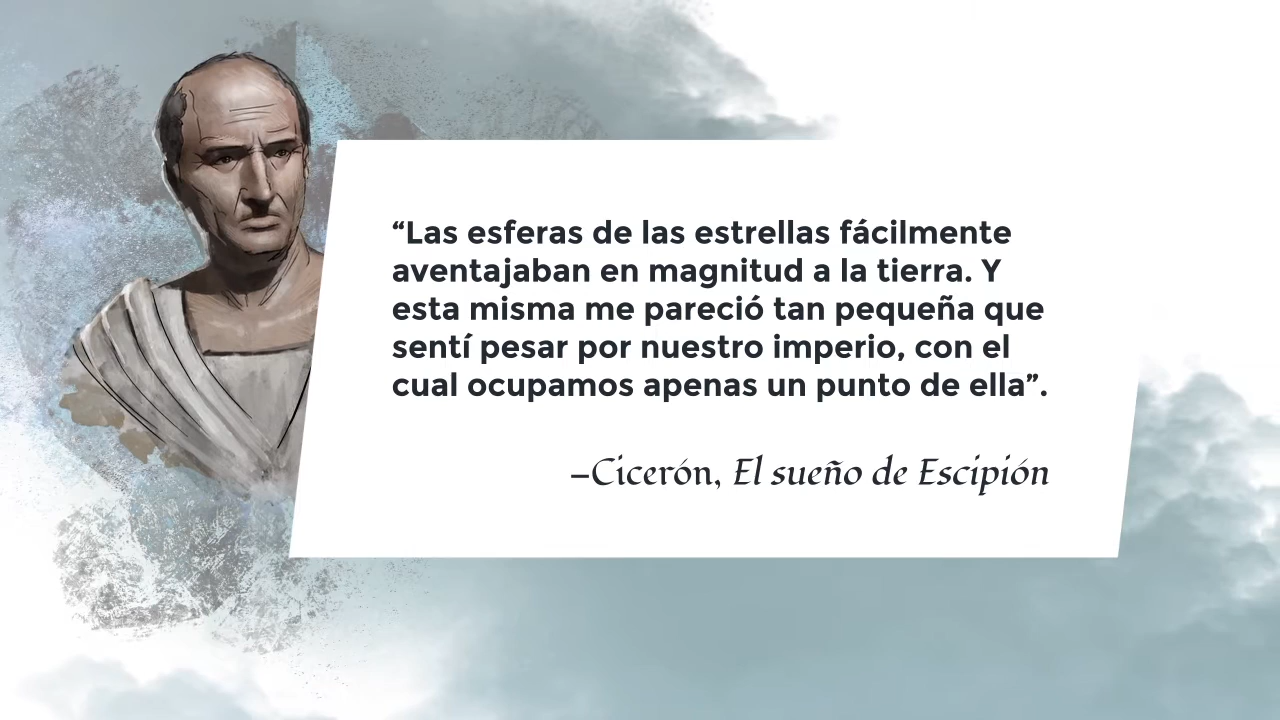 “Las esferas de las estrellas fácilmente
aventajaban en magnitud a la tierra. Y
esta misma me pareció tan pequeña que
sentí pesar por nuestro imperio, con el
cual ocupamos apenas un punto de ella”.
–Cicerón, El sueño de Escipión